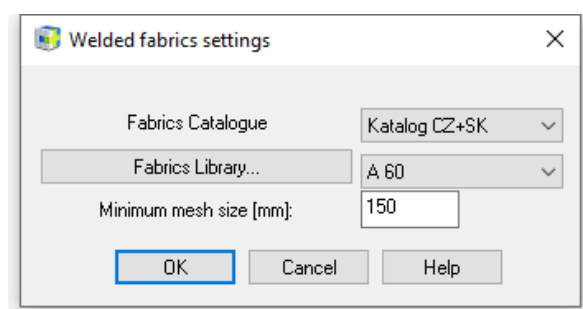 Welded fabrics settings
Fabrics Catalogue Katalog CZ+SK
Fabrics Library... A 60
Minimum mesh size [mm]: 150
OK Cancel Help